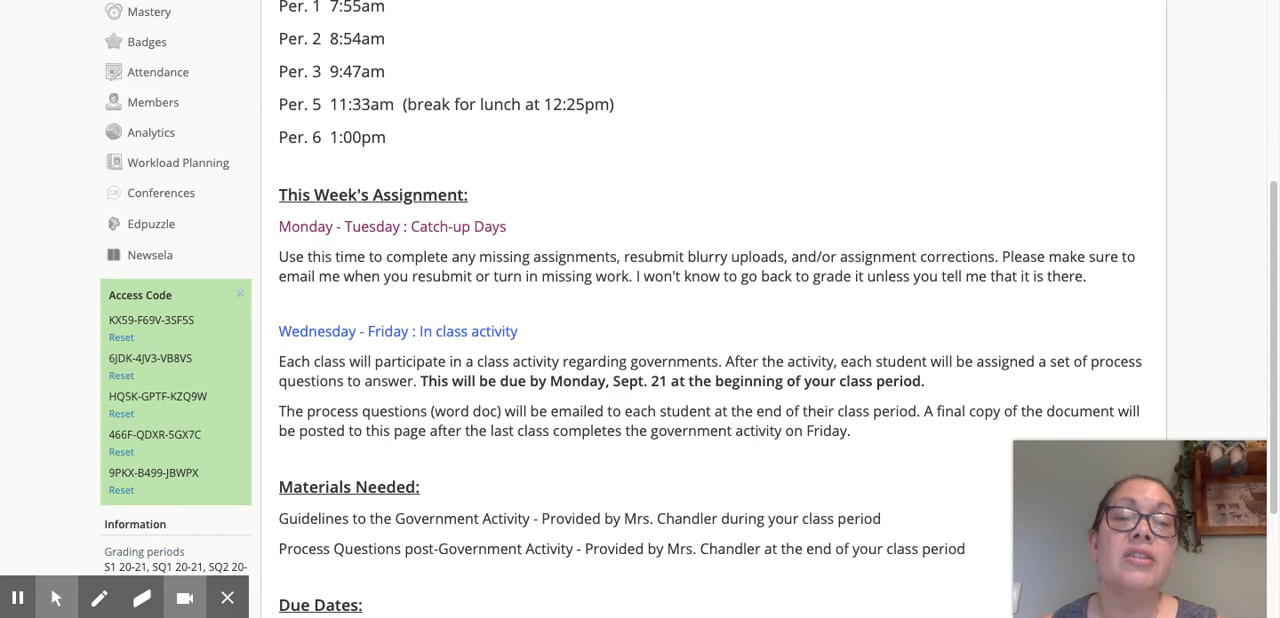 Mastery
Badges
Attendance
Members
Analytics
Workload Planning
Conferences
Edpuzzle
Newsela
Access Code
KX59-F69V-3SF5S
Reset
6JDK-4JV3-VB8VS
Reset
HQ5K-GPTF-KZQ9W
Reset
466F-QDXR-5GX7C
Reset
9PKX-B499-JBWPX
Reset
Information
Grading periods
S1 20-21, SQ1 20-21, SQ2 20-
Per. 1 7:55am
Per. 2 8:54am
Per. 3 9:47am
Per. 5 11:33am (break for lunch at 12:25pm)
Per. 6 1:00pm
This Week's Assignment:
Monday - Tuesday : Catch-up Days
Use this time to complete any missing assignments, resubmit blurry uploads, and/or assignment corrections. Please make sure to
email me when you resubmit or turn in missing work. I won't know to go back to grade it unless you tell me that it is there.
Wednesday - Friday : In class activity
Each class will participate in a class activity regarding governments. After the activity, each student will be assigned a set of process
questions to answer. This will be due by Monday, Sept. 21 at the beginning of your class period.
The process questions (word doc) will be emailed to each student at the end of their class period. A final copy of the document will
be posted to this page after the last class completes the government activity on Friday.
Materials Needed:
Guidelines to the Government Activity - Provided by Mrs. Chandler during your class period
Process Questions post-Government Activity - Provided by Mrs. Chandler at the end of your class period
Due Dates: